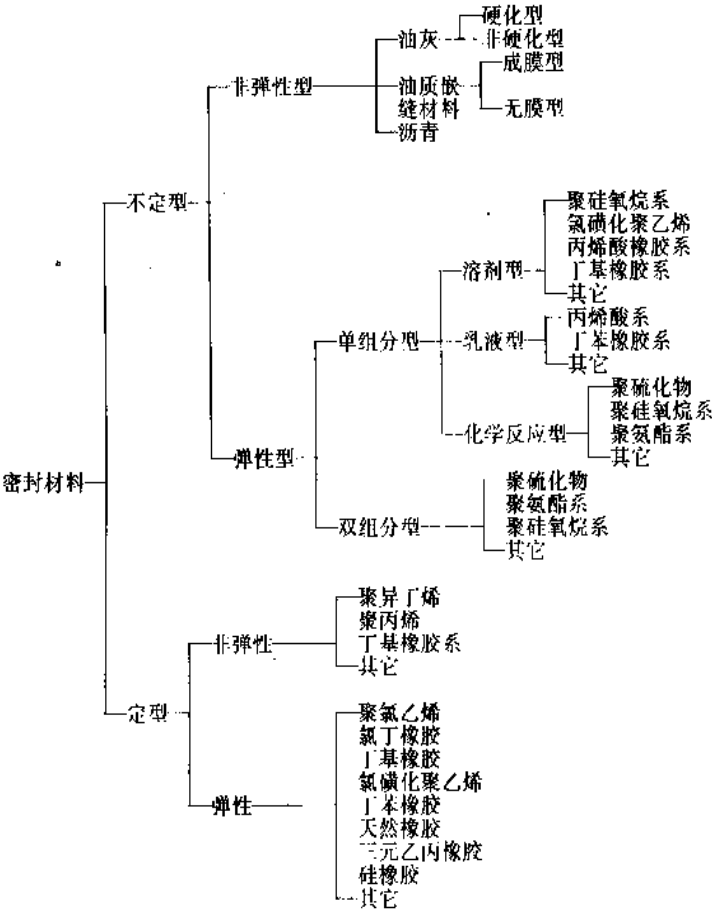 硬化型
油灰
非硬化型
成膜型
非弹性型
油质嵌
缝材料
无膜型
沥青
不定型
聚硅氧烷系
氯磺化聚乙烯
丙烯酸橡胶系
溶剂型
丁基橡胶系
其它
丙烯酸系
单组分型
乳液型
丁苯橡胶系
其它
聚硫化物
聚硅氧烷系
化学反应型
聚氨酯系
弹性型
其它
密封材料
聚硫化物
聚氨酯系
双组分型
聚硅氧烷系
其它
聚异丁烯
聚丙烯
非弹性
丁基橡胶系
其它
定型
聚氯乙烯
氯丁橡胶
丁基橡胶
氯磺化聚乙烯
弹性
丁苯橡胶
天然橡胶
三元乙丙橡胶
硅橡胶
其它